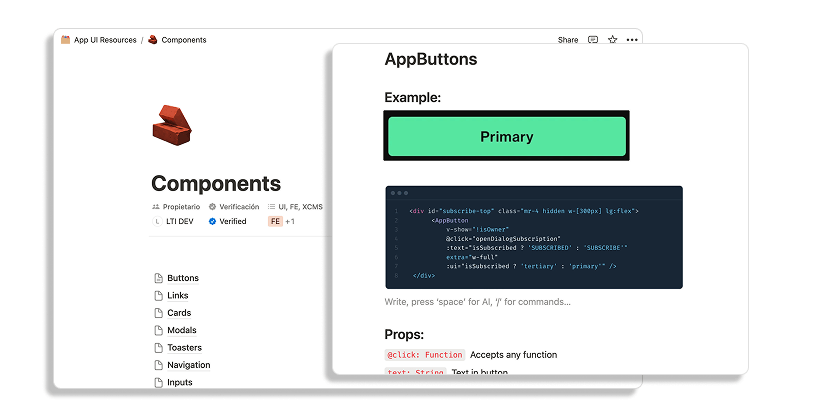 App UI Resources / Components
Share
Components
Propietario Verificación UI, FE, XCMS
L LTI DEV Verified FE +1
Buttons
Links
Cards
Modals
Toasters
Navigation
Inputs
AppButtons
Example:
Primary
1 <div id="subscribe-top" class="mr-4 hidden w-[300px] lg:flex">
2 <AppButton
3 v-show="!isOwner"
4 @click="openDialogSubscription"
5 :text="isSubscribed ? 'SUBSCRIBED' : 'SUBSCRIBE'"
6 extra="w-full"
7 :ui="isSubscribed ? 'tertiary' : 'primary'" />
8 </div>
Write, press 'space' for AI, '/' for commands...
Props:
@click: Function Accepts any function
text: String Text in button